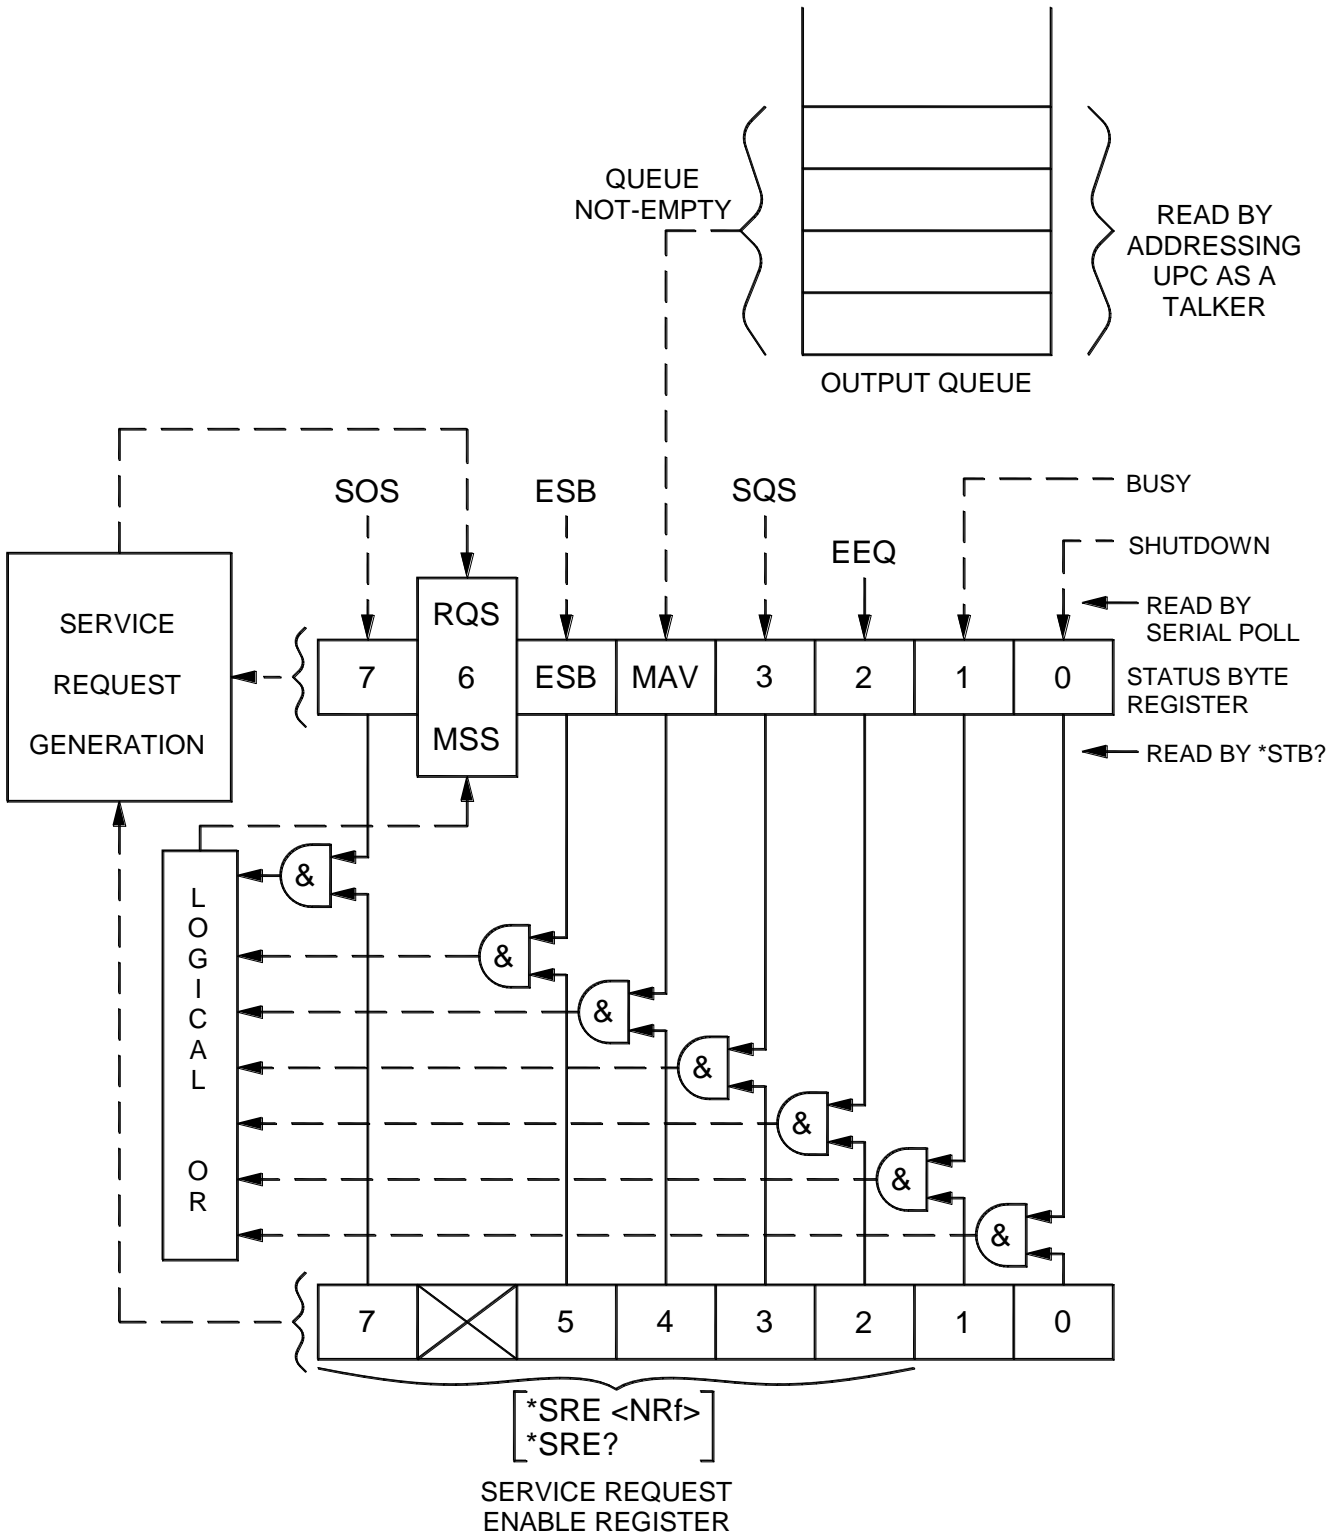 QUEUE
NOT-EMPTY
READ BY
ADDRESSING
UPC AS A
TALKER
OUTPUT QUEUE
SOS
ESB
SQS
EEQ
BUSY
SHUTDOWN
READ BY
SERIAL POLL
SERVICE
REQUEST
GENERATION
RQS
7 6 ESB MAV 3 2 1 0
MSS
STATUS BYTE
REGISTER
READ BY *STB?
&
&
&
&
&
&
&
LOGICAL OR
7 5 4 3 2 1 0
*SRE <NRf>
*SRE?
SERVICE REQUEST
ENABLE REGISTER